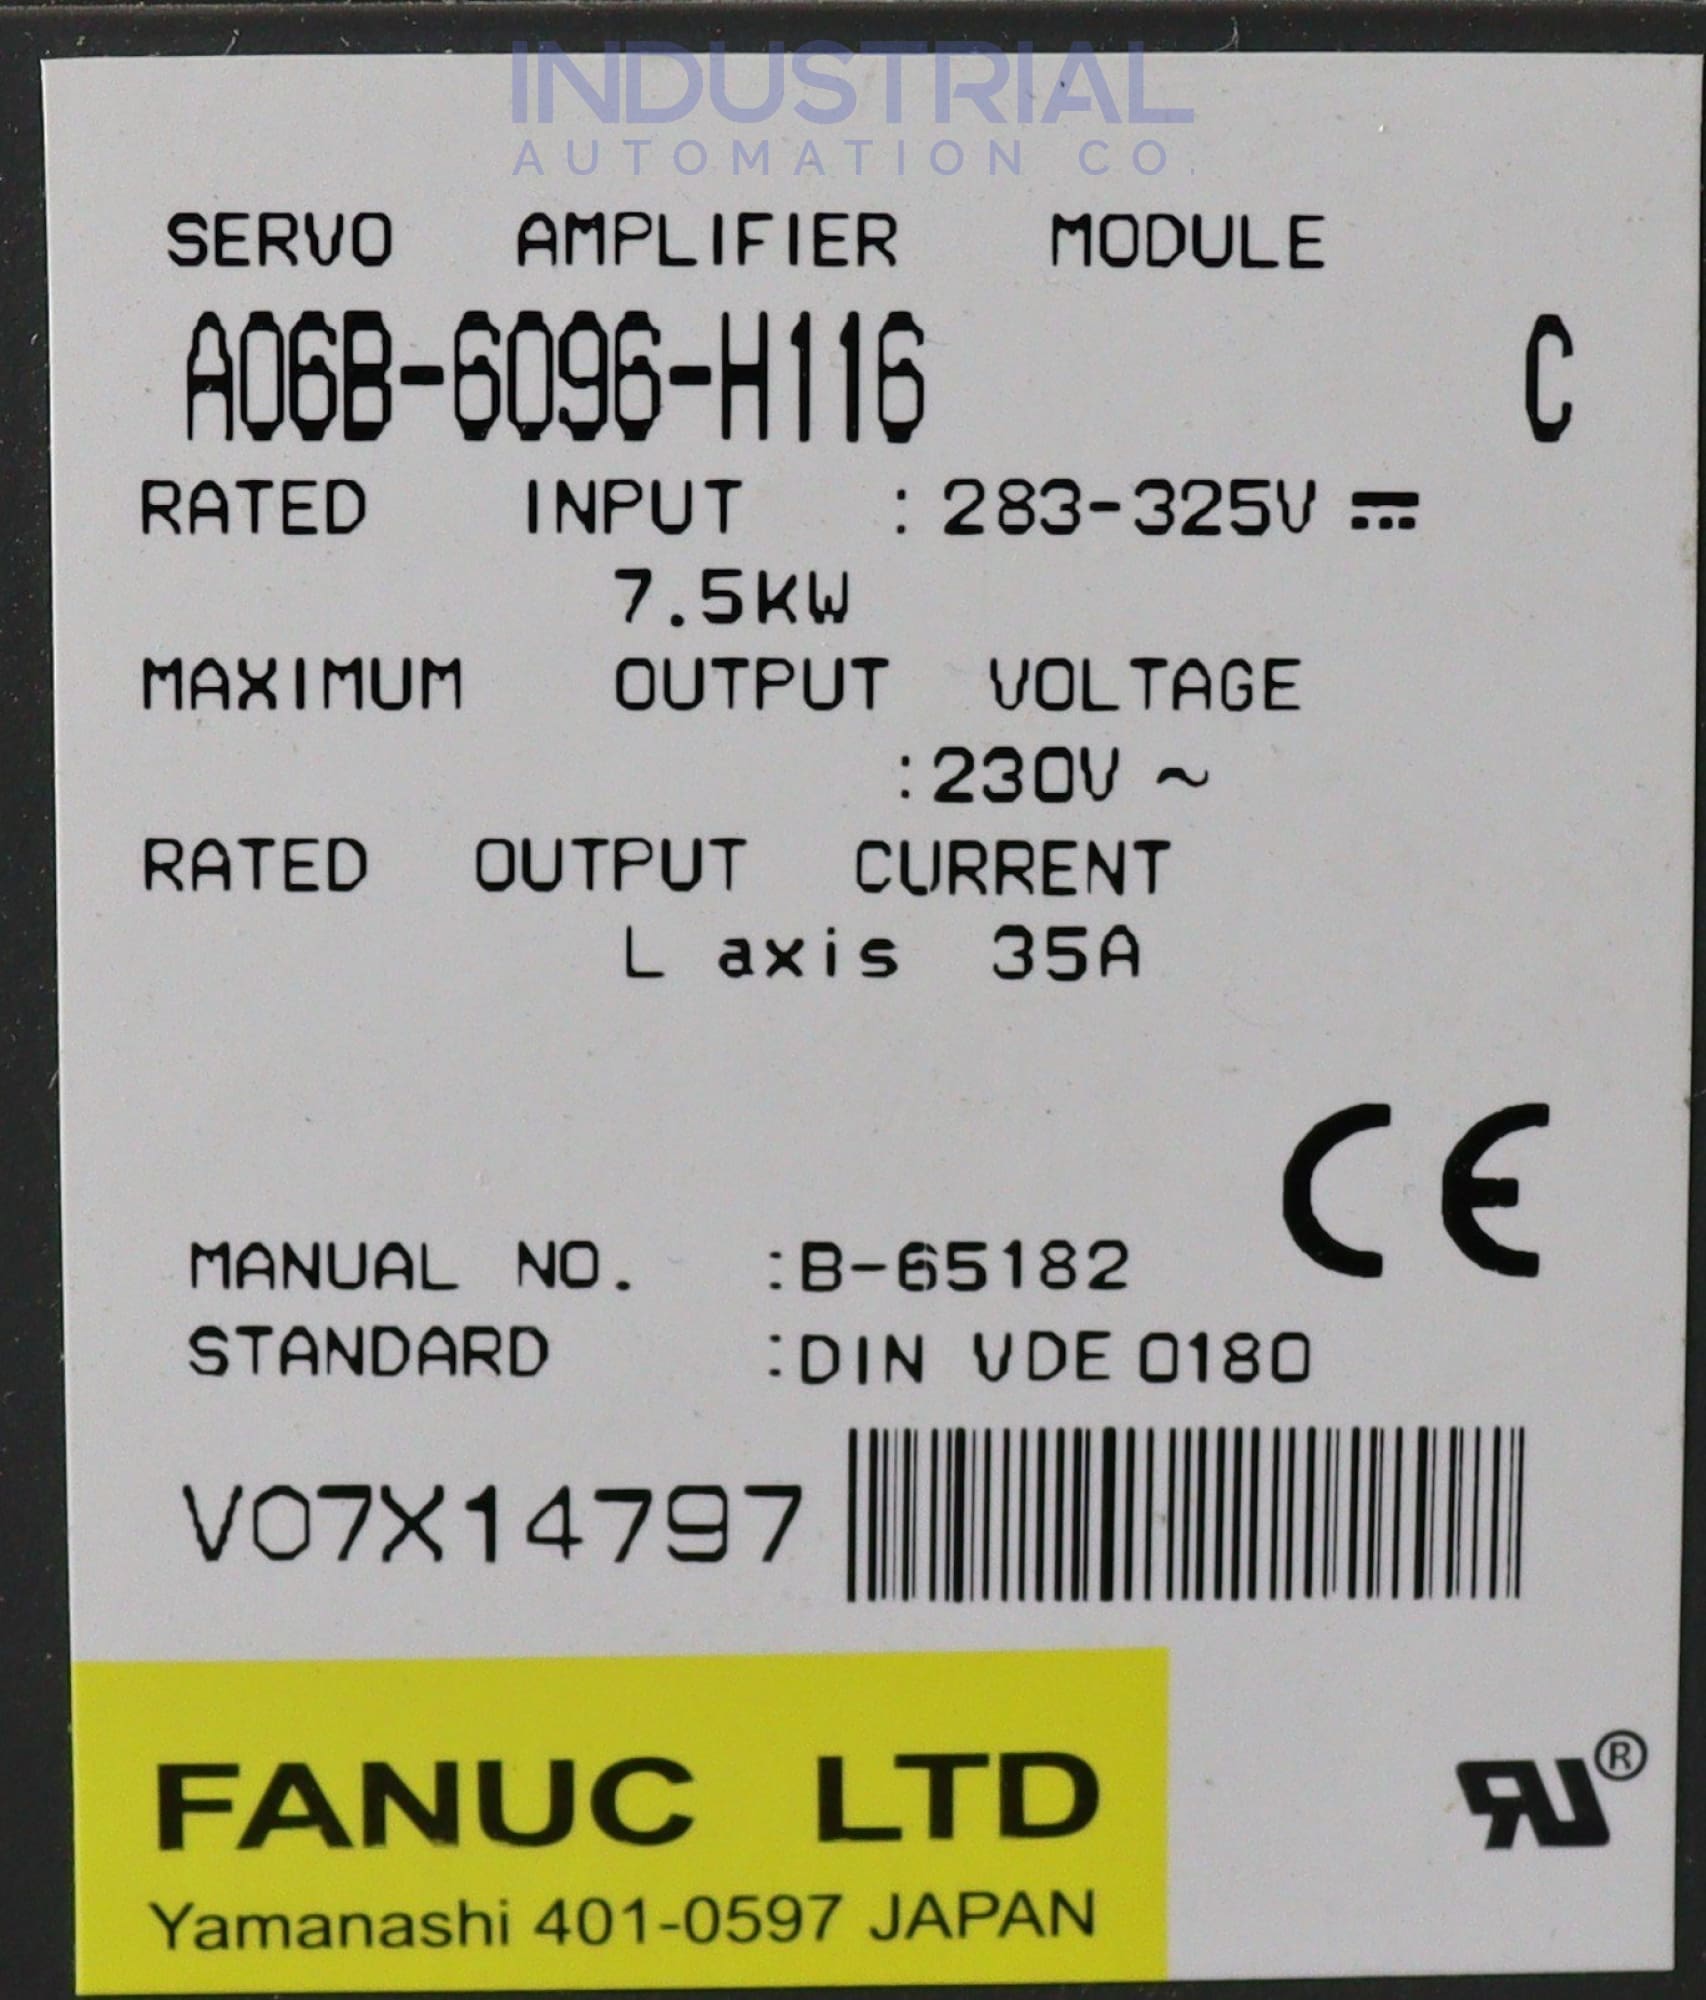 INDUSTRIAL
AUTOMATION CO.
SERVO AMPLIFIER MODULE
A06B-6096-H116 C
RATED INPUT : 283-325V ⎓
7.5KW
MAXIMUM OUTPUT VOLTAGE
:230V ~
RATED OUTPUT CURRENT
L axis 35A
CE
MANUAL NO. :B-65182
STANDARD :DIN VDE 0180
V07X14797
FANUC LTD
Yamanashi 401-0597 JAPAN
RU®